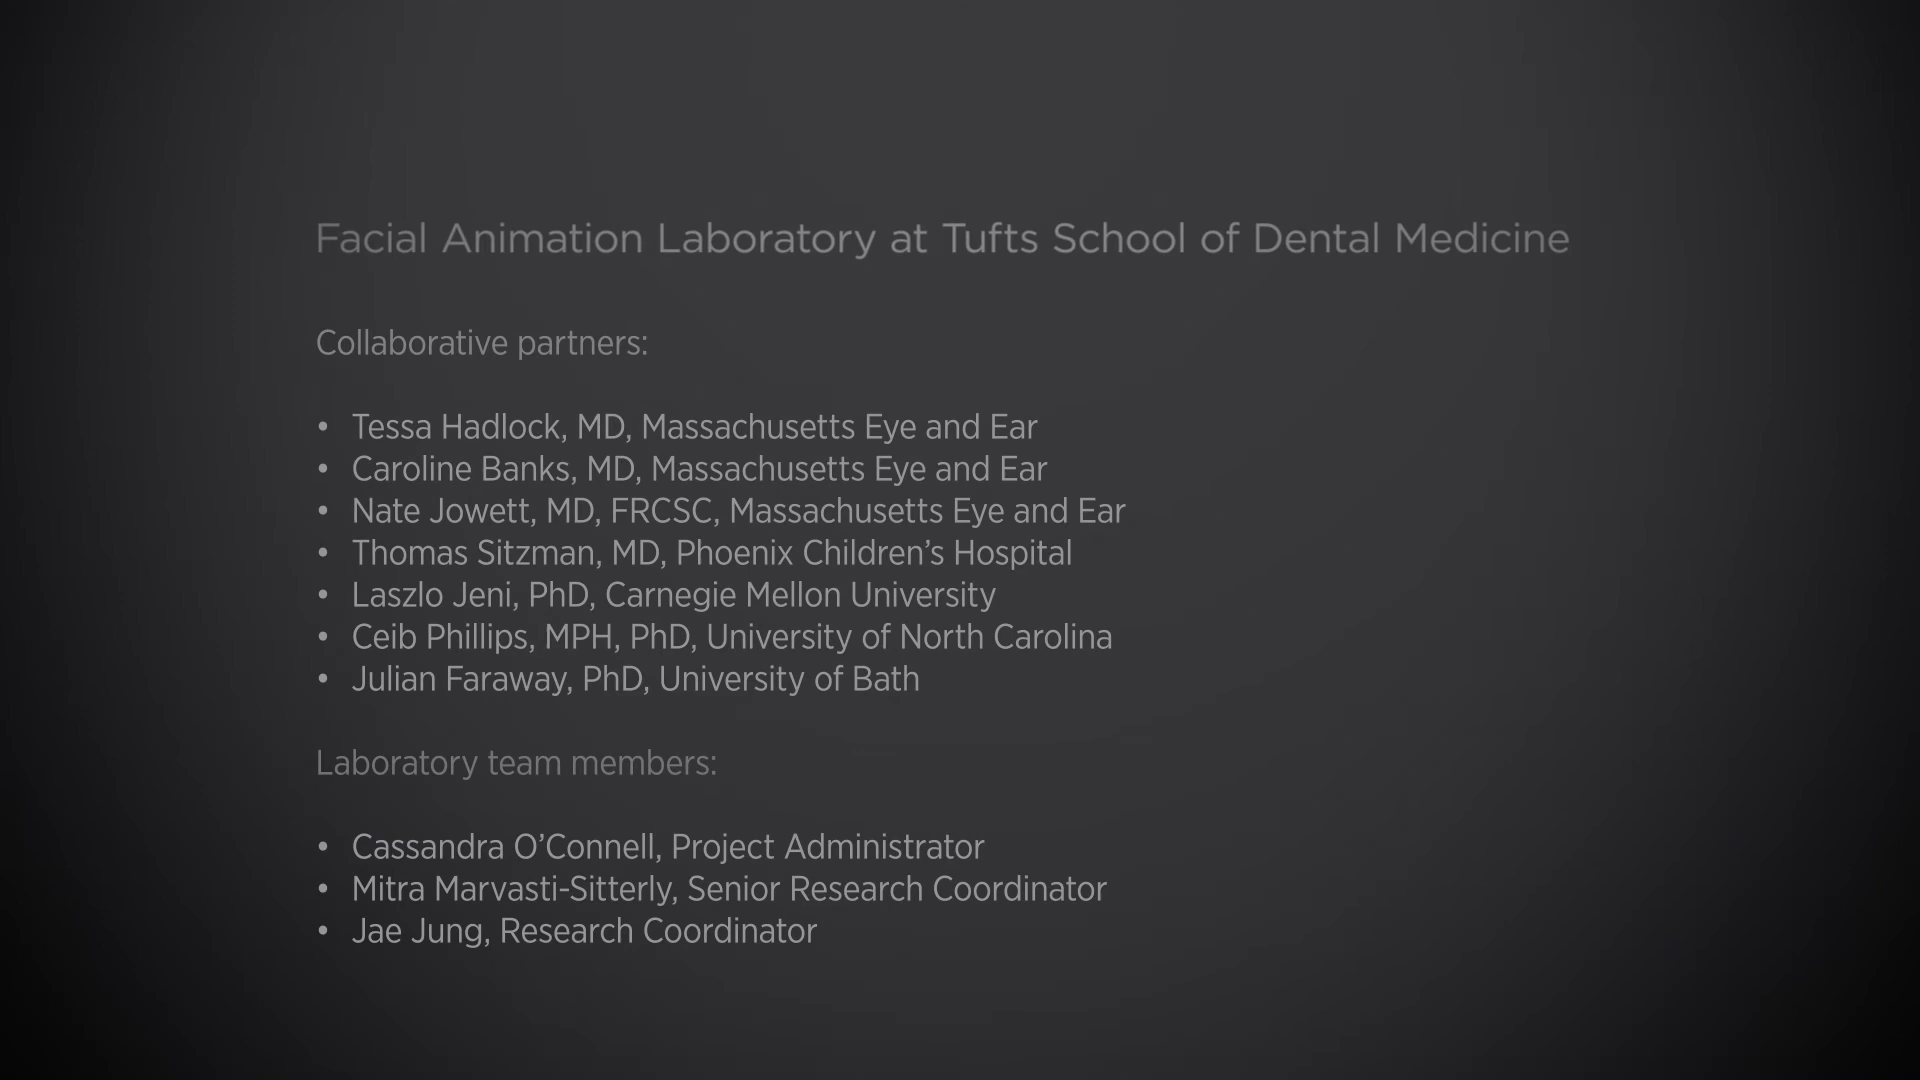 Facial Animation Laboratory at Tufts School of Dental Medicine
Collaborative partners:
• Tessa Hadlock, MD, Massachusetts Eye and Ear
• Caroline Banks, MD, Massachusetts Eye and Ear
• Nate Jowett, MD, FRCSC, Massachusetts Eye and Ear
• Thomas Sitzman, MD, Phoenix Children’s Hospital
• Laszlo Jeni, PhD, Carnegie Mellon University
• Ceib Phillips, MPH, PhD, University of North Carolina
• Julian Faraway, PhD, University of Bath
Laboratory team members:
• Cassandra O’Connell, Project Administrator
• Mitra Marvasti-Sitterly, Senior Research Coordinator
• Jae Jung, Research Coordinator